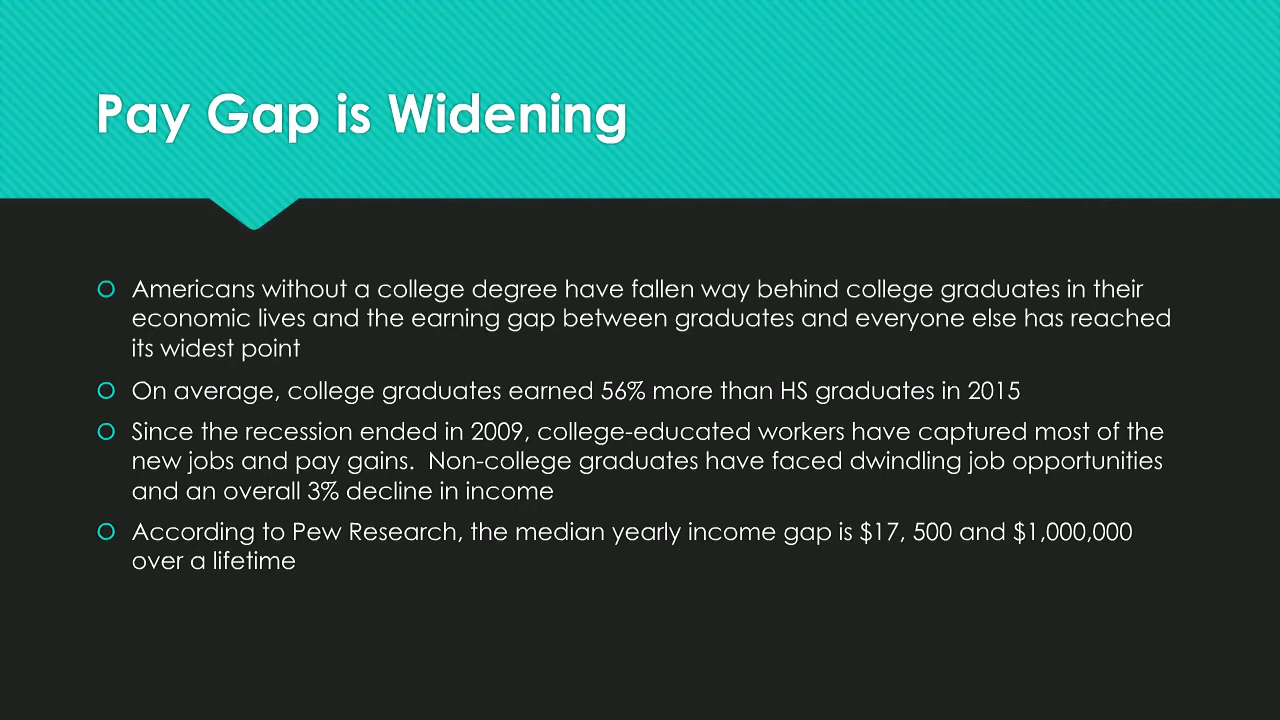 Pay Gap is Widening
Americans without a college degree have fallen way behind college graduates in their
economic lives and the earning gap between graduates and everyone else has reached
its widest point
On average, college graduates earned 56% more than HS graduates in 2015
Since the recession ended in 2009, college-educated workers have captured most of the
new jobs and pay gains.  Non-college graduates have faced dwindling job opportunities
and an overall 3% decline in income
According to Pew Research, the median yearly income gap is $17, 500 and $1,000,000
over a lifetime